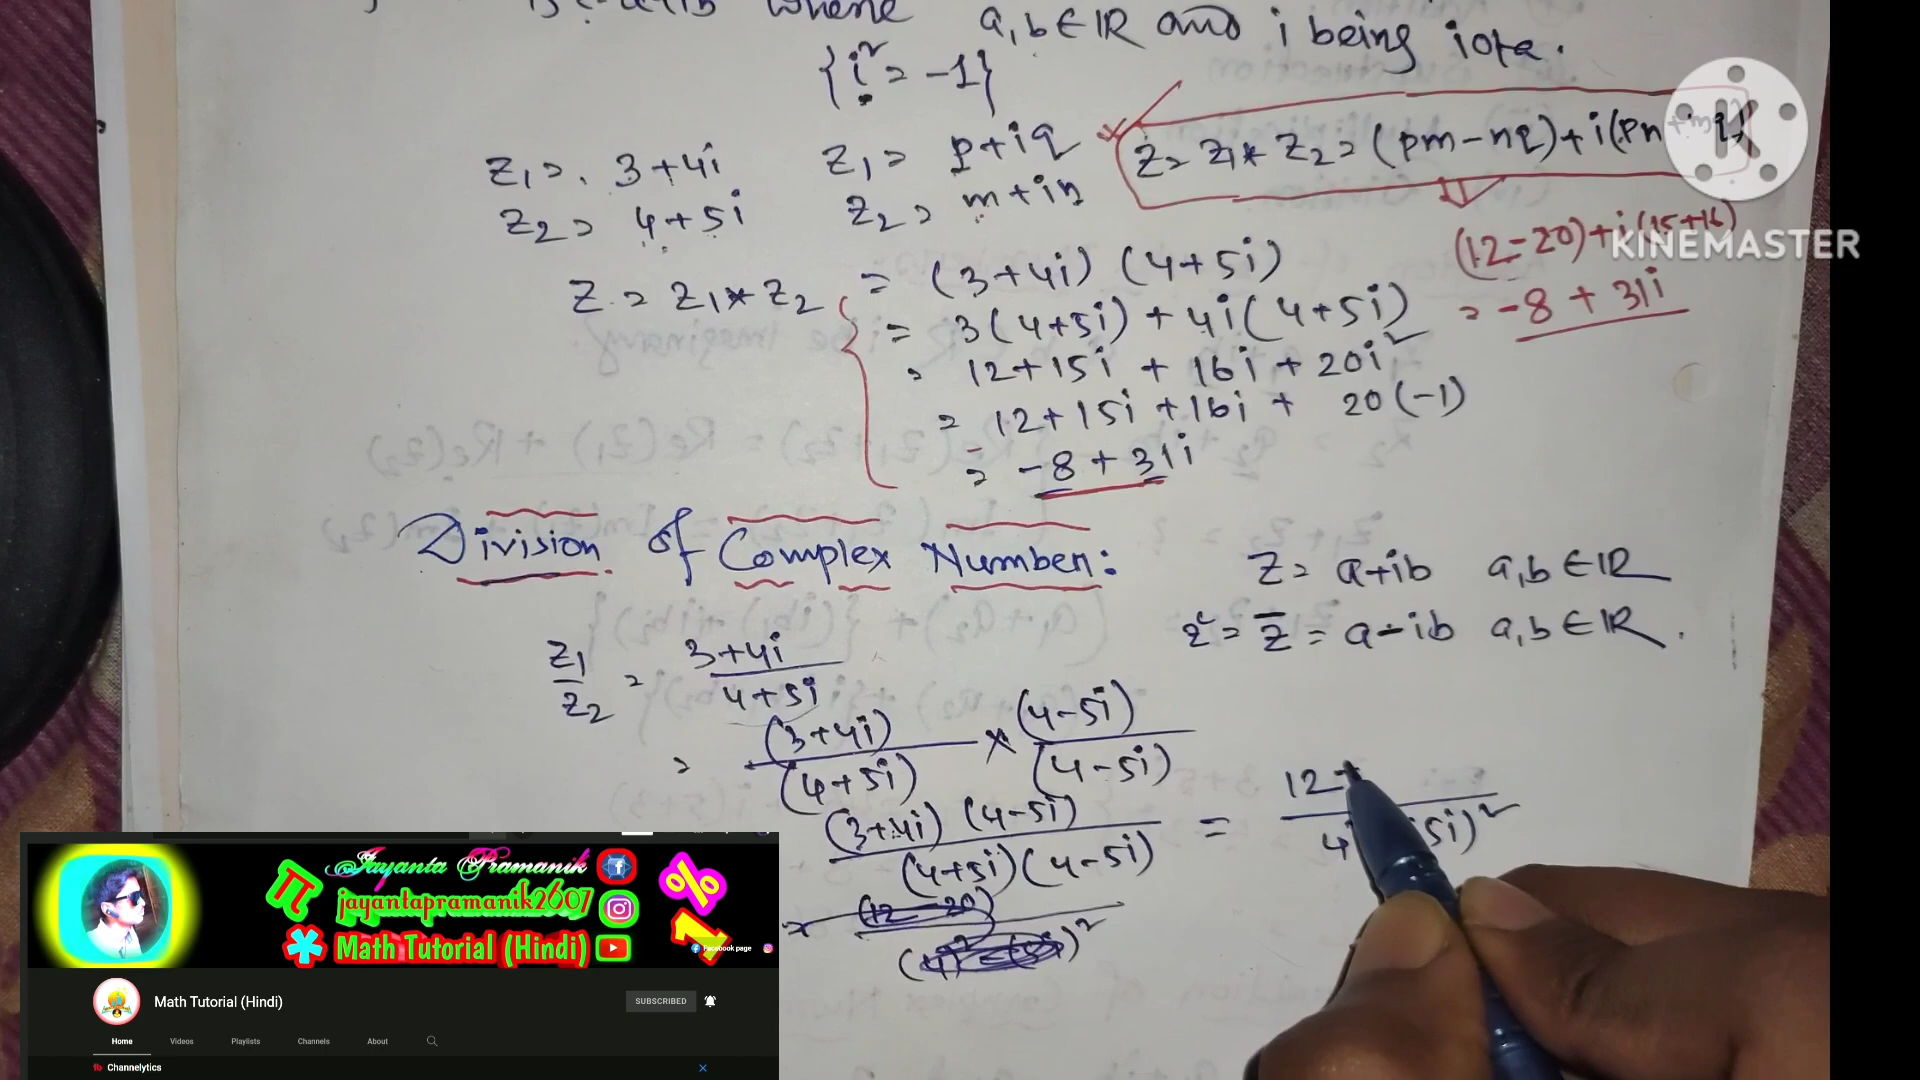 where a, b ∈ IR and i being iota.
{i² = -1}
Z₁ = 3+4i Z₁ = p+iq Z = Z₁ * Z₂ = (pm-nq) + i(pn+mq)
Z₂ = 4+5i Z₂ = m+in
(12-20)+i(15+16)
= -8 + 31i
KINEMASTER
Z = Z₁ * Z₂ = (3+4i) (4+5i)
= 3(4+5i) + 4i(4+5i)
= 12+15i + 16i + 20i²
= 12+15i +16i + 20(-1)
= -8 + 31i
Division of Complex Number:
Z = a+ib a, b ∈ IR
= Z̅ = a-ib a, b ∈ IR.
Z₁/Z₂ = 3+4i / 4+5i
= (3+4i)/(4+5i) × (4-5i)/(4-5i)
(3+4i) (4-5i) / (4+5i)(4-5i) = 12
Jayanta Pramanik
jayantapramanik2607
Math Tutorial (Hindi)
Facebook page
Math Tutorial (Hindi) SUBSCRIBED
Home Videos Playlists Channels About
Channelytics